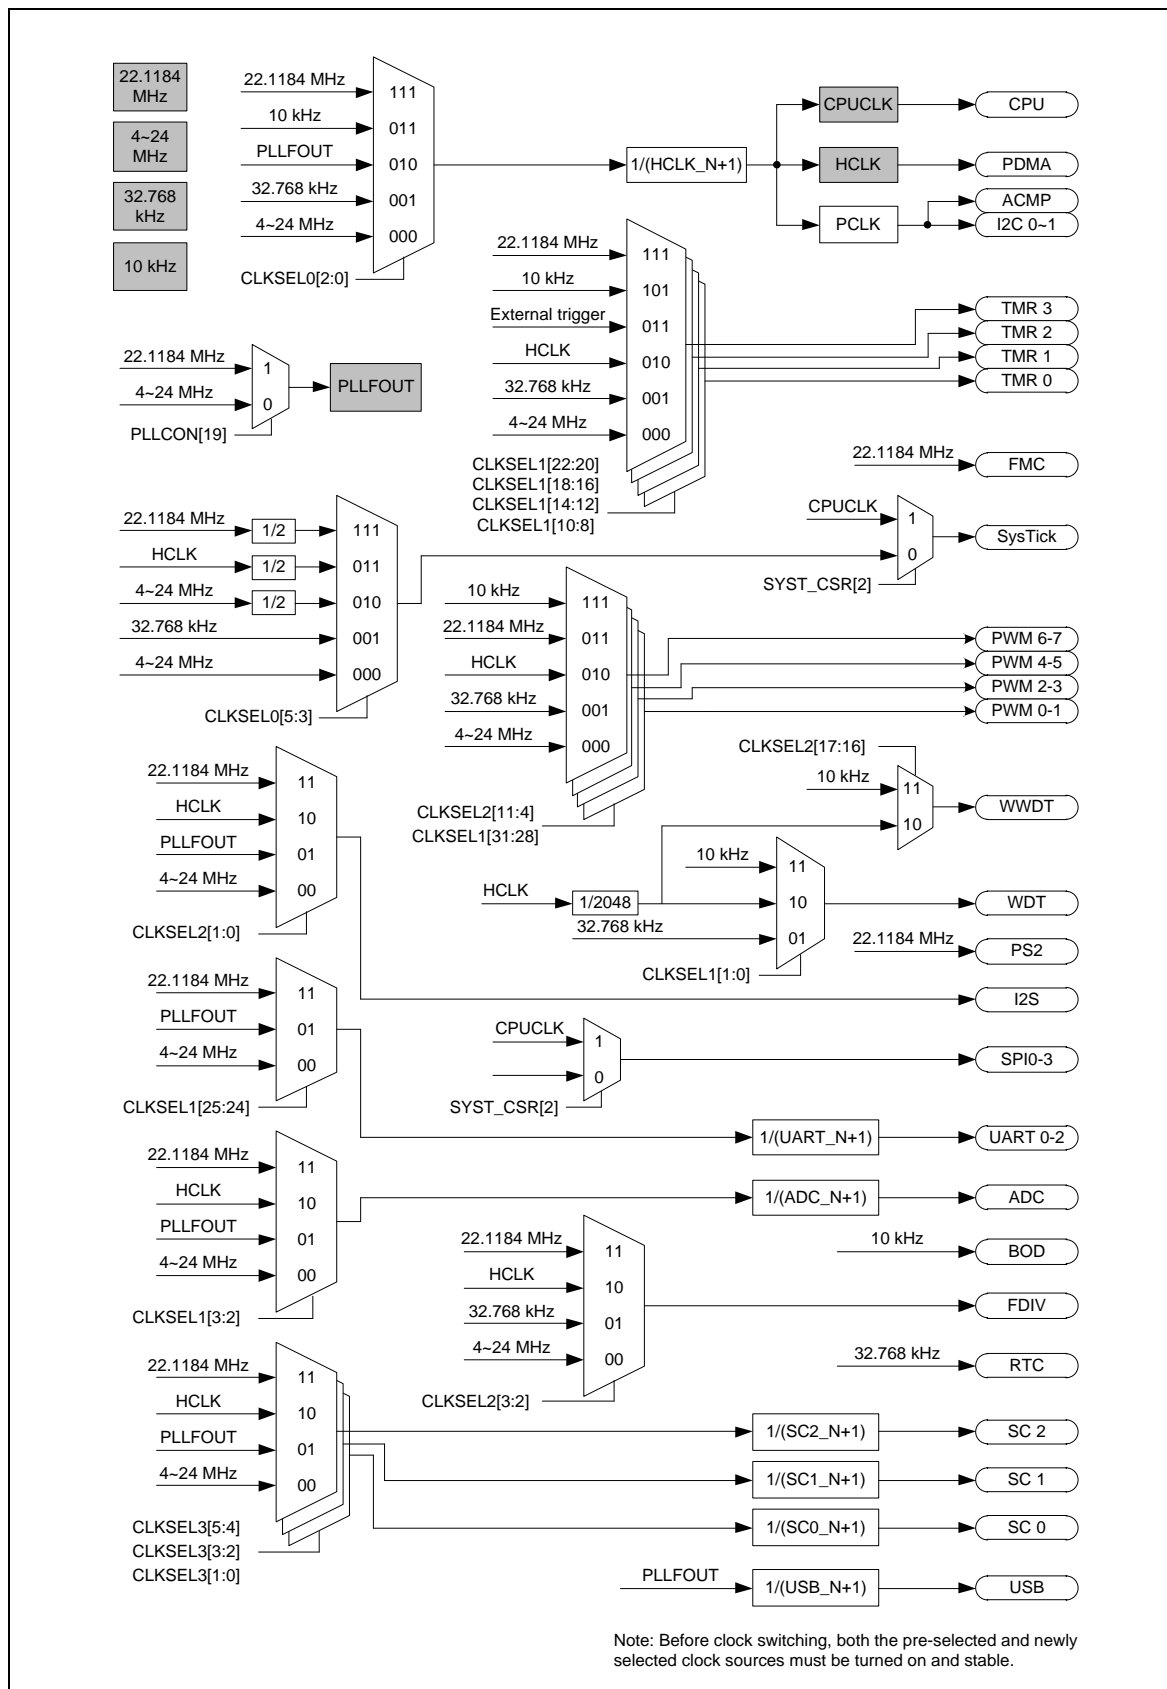 22.1184
MHz
4~24
MHz
32.768
kHz
10 kHz
22.1184 MHz
111
10 kHz
011
PLLFOUT
010
32.768 kHz
001
4~24 MHz
000
CLKSEL0[2:0]
1/(HCLK_N+1)
CPUCLK
CPU
HCLK
PDMA
PCLK
ACMP
I2C 0~1
22.1184 MHz
111
10 kHz
101
External trigger
011
HCLK
010
32.768 kHz
001
4~24 MHz
000
CLKSEL1[22:20]
CLKSEL1[18:16]
CLKSEL1[14:12]
CLKSEL1[10:8]
TMR 3
TMR 2
TMR 1
TMR 0
22.1184 MHz
1
4~24 MHz
0
PLLCON[19]
PLLFOUT
22.1184 MHz
FMC
22.1184 MHz
1/2
111
HCLK
1/2
011
4~24 MHz
1/2
010
32.768 kHz
001
4~24 MHz
000
CLKSEL0[5:3]
CPUCLK
1
0
SYST_CSR[2]
SysTick
10 kHz
111
22.1184 MHz
011
HCLK
010
32.768 kHz
001
4~24 MHz
000
CLKSEL2[11:4]
CLKSEL1[31:28]
PWM 6-7
PWM 4-5
PWM 2-3
PWM 0-1
CLKSEL2[17:16]
10 kHz
11
10
WWDT
22.1184 MHz
11
HCLK
10
PLLFOUT
01
4~24 MHz
00
CLKSEL2[1:0]
10 kHz
11
HCLK
1/2048
10
32.768 kHz
01
CLKSEL1[1:0]
WDT
22.1184 MHz
PS2
I2S
22.1184 MHz
11
PLLFOUT
01
4~24 MHz
00
CLKSEL1[25:24]
CPUCLK
1
0
SYST_CSR[2]
SPI0-3
1/(UART_N+1)
UART 0-2
22.1184 MHz
11
HCLK
10
PLLFOUT
01
4~24 MHz
00
CLKSEL1[3:2]
1/(ADC_N+1)
ADC
10 kHz
BOD
22.1184 MHz
11
HCLK
10
32.768 kHz
01
4~24 MHz
00
CLKSEL2[3:2]
FDIV
32.768 kHz
RTC
22.1184 MHz
11
HCLK
10
PLLFOUT
01
4~24 MHz
00
CLKSEL3[5:4]
CLKSEL3[3:2]
CLKSEL3[1:0]
1/(SC2_N+1)
SC 2
1/(SC1_N+1)
SC 1
1/(SC0_N+1)
SC 0
PLLFOUT
1/(USB_N+1)
USB
Note: Before clock switching, both the pre-selected and newly
selected clock sources must be turned on and stable.